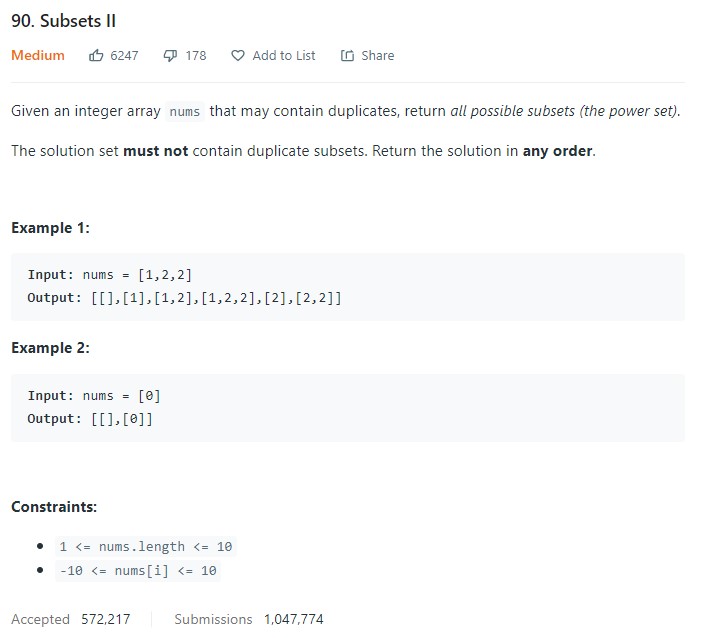 90. Subsets II
Medium 6247 178 Add to List Share
Given an integer array nums that may contain duplicates, return all possible subsets (the power set).
The solution set must not contain duplicate subsets. Return the solution in any order.
Example 1:
Input: nums = [1,2,2]
Output: [[],[1],[1,2],[1,2,2],[2],[2,2]]
Example 2:
Input: nums = [0]
Output: [[],[0]]
Constraints:
• 1 <= nums.length <= 10
• -10 <= nums[i] <= 10
Accepted 572,217 Submissions 1,047,774